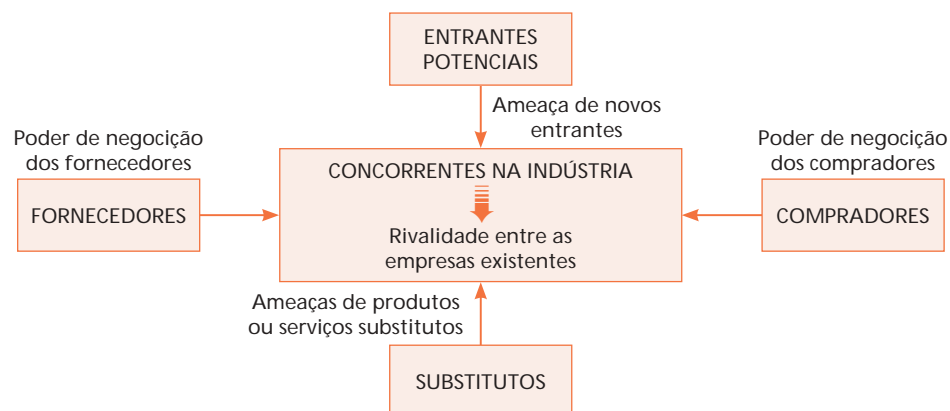 ENTRANTES
POTENCIAIS
Ameaça de novos
entrantes
Poder de negocição
dos fornecedores
FORNECEDORES
CONCORRENTES NA INDÚSTRIA
Rivalidade entre as
empresas existentes
Poder de negocição
dos compradores
COMPRADORES
Ameaças de produtos
ou serviços substitutos
SUBSTITUTOS